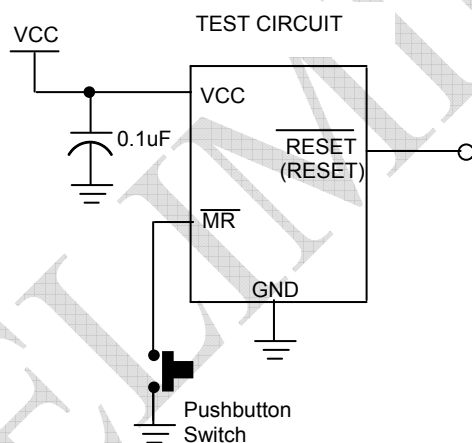 TEST CIRCUIT
VCC
VCC
0.1uF
RESET
(RESET)
MR
GND
Pushbutton
Switch